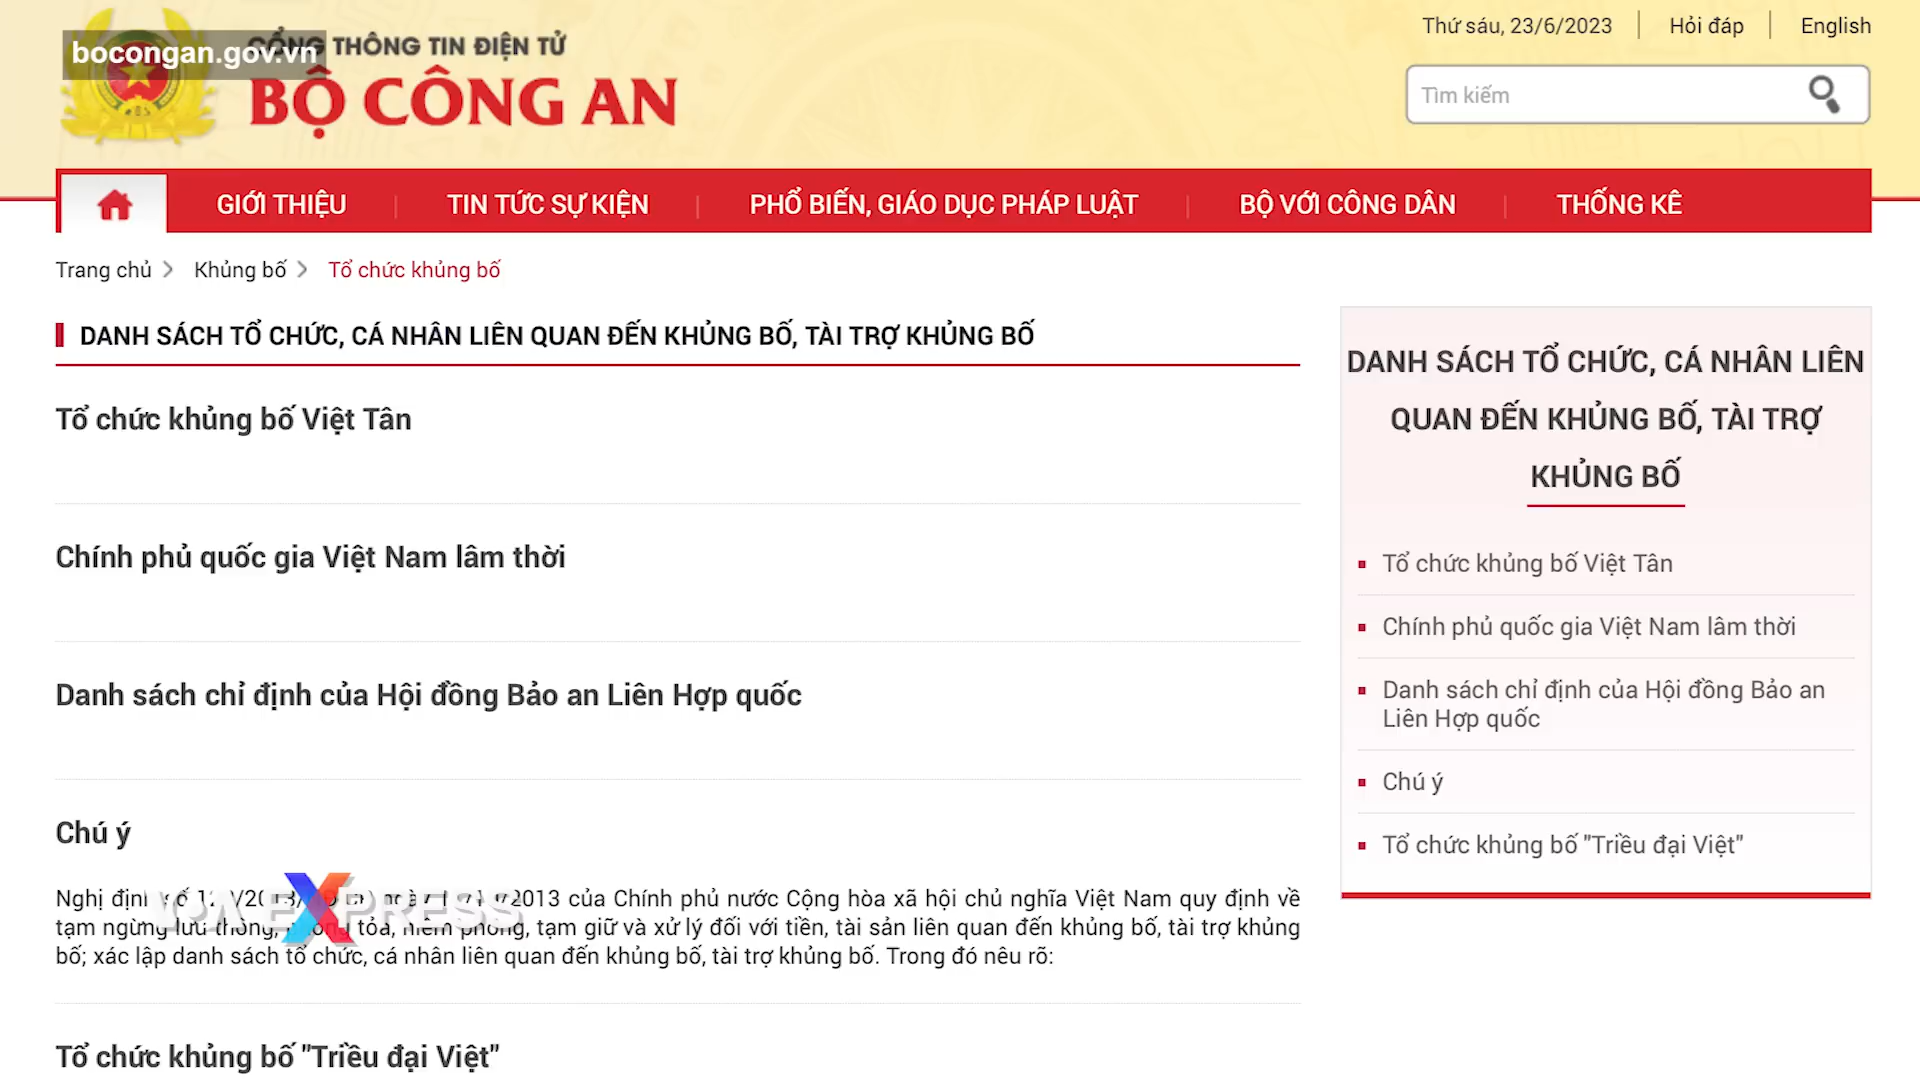 bocongan.gov.vn
THÔNG TIN ĐIỆN TỬ
BỘ CÔNG AN
Thứ sáu, 23/6/2023
Hỏi đáp
English
Tìm kiếm
GIỚI THIỆU
TIN TỨC SỰ KIỆN
PHỔ BIẾN, GIÁO DỤC PHÁP LUẬT
BỘ VỚI CÔNG DÂN
THỐNG KÊ
Trang chủ
Khủng bố
Tổ chức khủng bố
DANH SÁCH TỔ CHỨC, CÁ NHÂN LIÊN QUAN ĐẾN KHỦNG BỐ, TÀI TRỢ KHỦNG BỐ
Tổ chức khủng bố Việt Tân
Chính phủ quốc gia Việt Nam lâm thời
Danh sách chỉ định của Hội đồng Bảo an Liên Hợp quốc
Chú ý
Nghị định số của Chính phủ nước Cộng hòa xã hội chủ nghĩa Việt Nam quy định về
tạm ngừng lưu thông, tỏa, niêm phong, tạm giữ và xử lý đối với tiền, tài sản liên quan đến khủng bố, tài trợ khủng
bố; xác lập danh sách tổ chức, cá nhân liên quan đến khủng bố, tài trợ khủng bố. Trong đó nêu rõ:
VOA EXPRESS
Tổ chức khủng bố "Triều đại Việt"
DANH SÁCH TỔ CHỨC, CÁ NHÂN LIÊN
QUAN ĐẾN KHỦNG BỐ, TÀI TRỢ
KHỦNG BỐ
Tổ chức khủng bố Việt Tân
Chính phủ quốc gia Việt Nam lâm thời
Danh sách chỉ định của Hội đồng Bảo an
Liên Hợp quốc
Chú ý
Tổ chức khủng bố "Triều đại Việt"